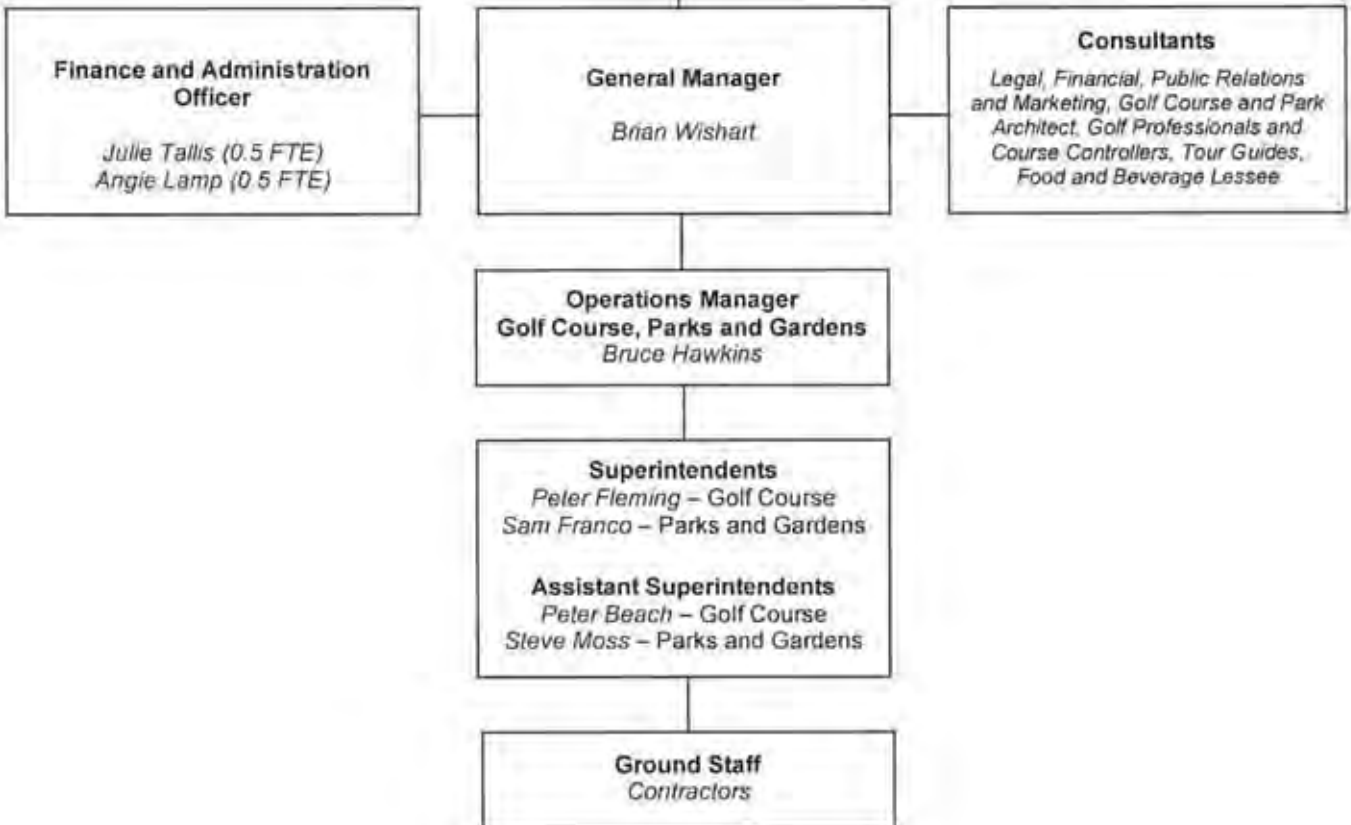 Finance and Administration
Officer
Julie Tallis (0.5 FTE)
Angie Lamp (0.5 FTE)
General Manager
Brian Wishart
Consultants
Legal, Financial, Public Relations
and Marketing, Golf Course and Park
Architect, Golf Professionals and
Course Controllers, Tour Guides,
Food and Beverage Lessee
Operations Manager
Golf Course, Parks and Gardens
Bruce Hawkins
Superintendents
Peter Fleming – Golf Course
Sam Franco – Parks and Gardens
Assistant Superintendents
Peter Beach – Golf Course
Steve Moss – Parks and Gardens
Ground Staff
Contractors